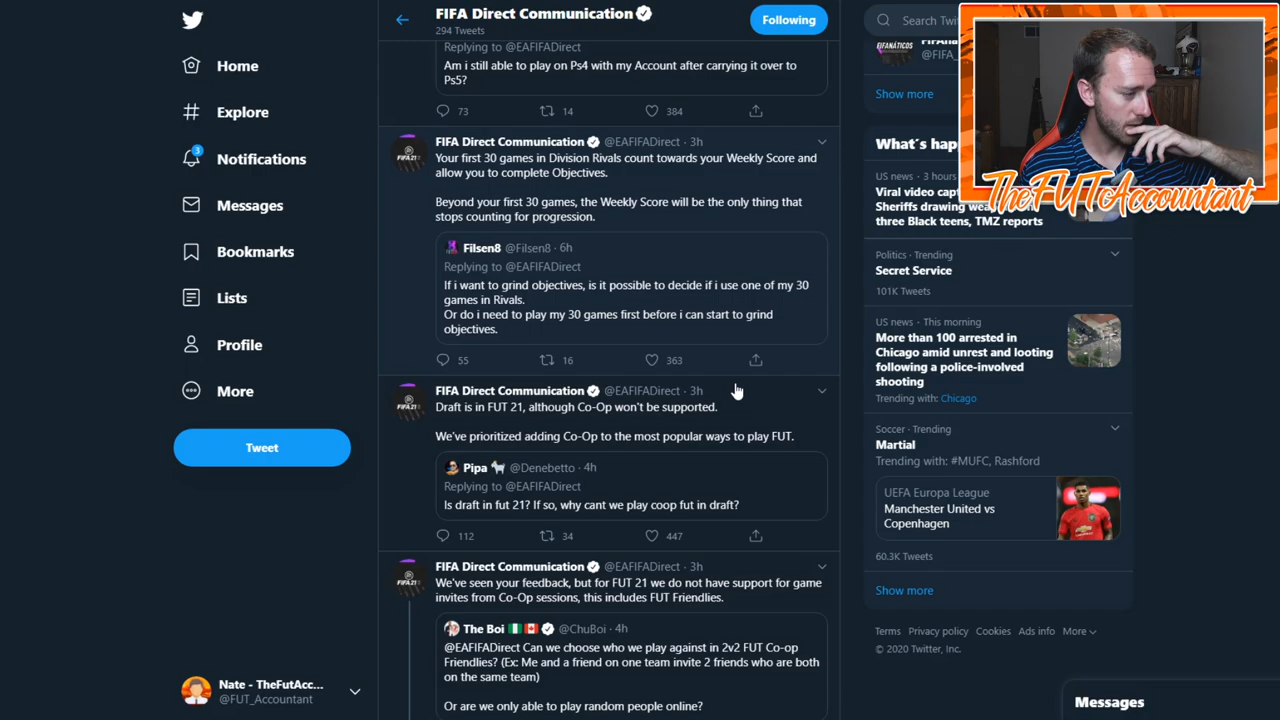 Home
Explore
3
Notifications
Messages
Bookmarks
Lists
Profile
More
Tweet
Nate - TheFutAcc...
@FUT_Accountant
FIFA Direct Communication
294 Tweets
Following
Replying to @EAFIFADirect
Am i still able to play on Ps4 with my Account after carrying it over to
Ps5?
73 14 384
FIFA Direct Communication @EAFIFADirect · 3h
Your first 30 games in Division Rivals count towards your Weekly Score and
allow you to complete Objectives.
Beyond your first 30 games, the Weekly Score will be the only thing that
stops counting for progression.
Filsen8 @Filsen8 · 6h
Replying to @EAFIFADirect
If i want to grind objectives, is it possible to decide if i use one of my 30
games in Rivals.
Or do i need to play my 30 games first before i can start to grind
objectives.
55 16 363
FIFA Direct Communication @EAFIFADirect · 3h
Draft is in FUT 21, although Co-Op won't be supported.
We've prioritized adding Co-Op to the most popular ways to play FUT.
Pipa @Denebetto · 4h
Replying to @EAFIFADirect
Is draft in fut 21? If so, why cant we play coop fut in draft?
112 34 447
FIFA Direct Communication @EAFIFADirect · 3h
We've seen your feedback, but for FUT 21 we do not have support for game
invites from Co-Op sessions, this includes FUT Friendlies.
The Boi @ChuBoi · 4h
@EAFIFADirect Can we choose who we play against in 2v2 FUT Co-op
Friendlies? (Ex: Me and a friend on one team invite 2 friends who are both
on the same team)
Or are we only able to play random people online?
Search Twit
@FIFA_
Show more
What's hap
US news · 3 hours
Viral video cap
Sheriffs drawing wea
three Black teens, TMZ reports
Politics · Trending
Secret Service
101K Tweets
US news · This morning
More than 100 arrested in
Chicago amid unrest and looting
following a police-involved
shooting
Trending with: Chicago
Soccer · Trending
Martial
Trending with: #MUFC, Rashford
UEFA Europa League
Manchester United vs
Copenhagen
60.3K Tweets
Show more
Terms Privacy policy Cookies Ads info More
© 2020 Twitter, Inc.
Messages
TheFUTAccountant